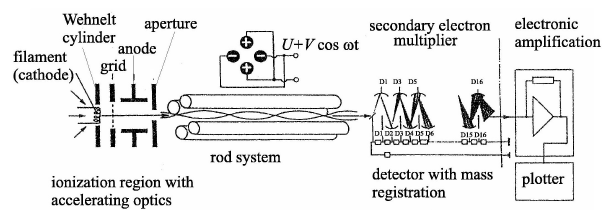 Wehnelt
cylinder
aperture
anode
grid
filament
(cathode)
U+V cos ωt
secondary electron
multiplier
electronic
amplification
D1 D3 D5
D16
D1 D2 D3 D4 D5 D6
D15 D16
rod system
ionization region with
accelerating optics
detector with mass
registration
plotter